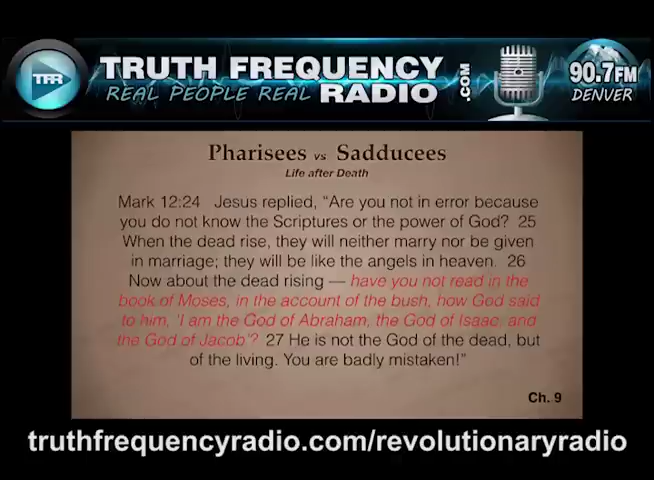 TFR
TRUTH FREQUENCY
.COM
REAL PEOPLE REAL RADIO
90.7FM
DENVER
Pharisees vs Sadducees
Life after Death
Mark 12:24 Jesus replied, “Are you not in error because
you do not know the Scriptures or the power of God? 25
When the dead rise, they will neither marry nor be given
in marriage; they will be like the angels in heaven. 26
Now about the dead rising — have you not read in the
book of Moses, in the account of the bush, how God said
to him, ‘I am the God of Abraham, the God of Isaac, and
the God of Jacob’? 27 He is not the God of the dead, but
of the living. You are badly mistaken!”
Ch. 9
truthfrequencyradio.com/revolutionaryradio